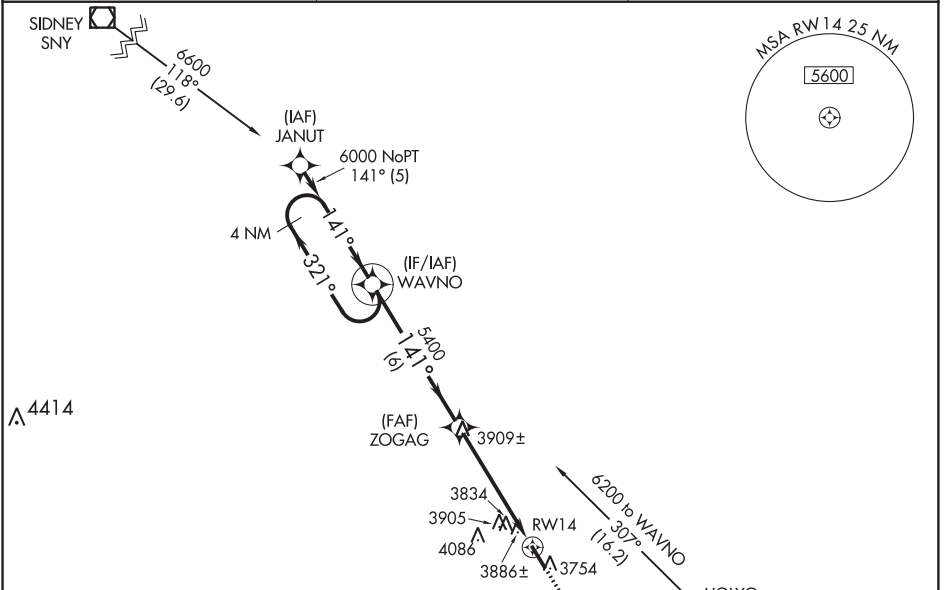 SIDNEY
SNY
6600
118°
(29.6)
MSA RW14 25 NM
5600
(IAF)
JANUT
6000 NoPT
141° (5)
4 NM
141°
321°
(IF/IAF)
WAVNO
5400
141°
(6)
4414
(FAF)
ZOGAG
3909±
3834
3905
4086
3886±
RW14
3754
6200 to WAVNO
307°
(16.2)